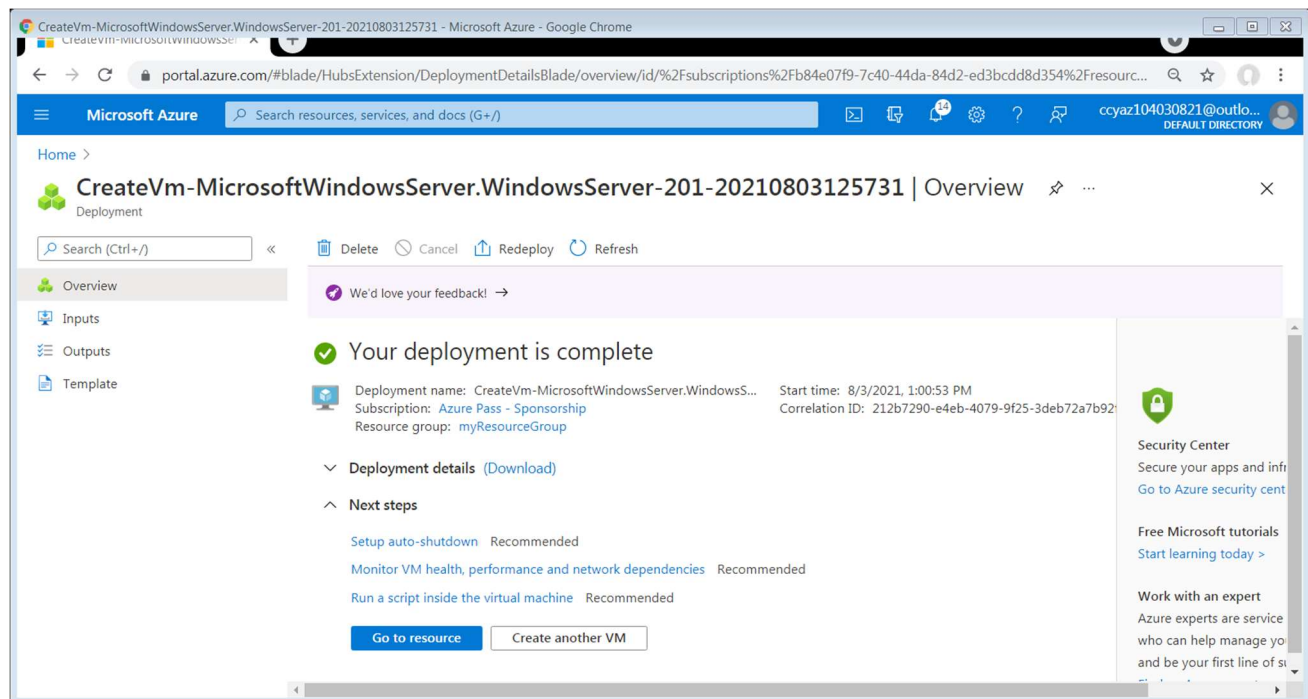 CreateVm-MicrosoftWindowsServer.WindowsServer-201-20210803125731 - Microsoft Azure - Google Chrome
CreateVm-MicrosoftWindowsSer
portal.azure.com/#blade/HubsExtension/DeploymentDetailsBlade/overview/id/%2Fsubscriptions%2Fb84e07f9-7c40-44da-84d2-ed3bcdd8d354%2Fresourc...
Microsoft Azure
Search resources, services, and docs (G+/)
14
ccyaz104030821@outlo...
DEFAULT DIRECTORY
Home >
CreateVm-MicrosoftWindowsServer.WindowsServer-201-20210803125731 | Overview
Deployment
Search (Ctrl+/)
Delete Cancel Redeploy Refresh
Overview
Inputs
Outputs
Template
We'd love your feedback! →
Your deployment is complete
Deployment name: CreateVm-MicrosoftWindowsServer.WindowsS...
Subscription: Azure Pass - Sponsorship
Resource group: myResourceGroup
Start time: 8/3/2021, 1:00:53 PM
Correlation ID: 212b7290-e4eb-4079-9f25-3deb72a7b92
Deployment details (Download)
Next steps
Setup auto-shutdown Recommended
Monitor VM health, performance and network dependencies Recommended
Run a script inside the virtual machine Recommended
Go to resource
Create another VM
Security Center
Secure your apps and infr
Go to Azure security cent
Free Microsoft tutorials
Start learning today >
Work with an expert
Azure experts are service
who can help manage yo
and be your first line of su